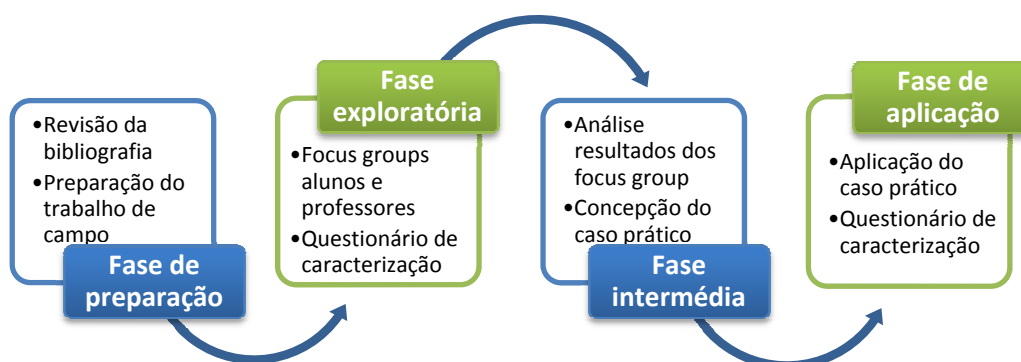 •Revisão da
bibliografia
•Preparação do
trabalho de
campo
Fase de
preparação
Fase
exploratória
•Focus groups
alunos e
professores
•Questionário de
caracterização
•Análise
resultados dos
focus group
•Concepção do
caso prático
Fase
intermédia
Fase de
aplicação
•Aplicação do
caso prático
•Questionário de
caracterização